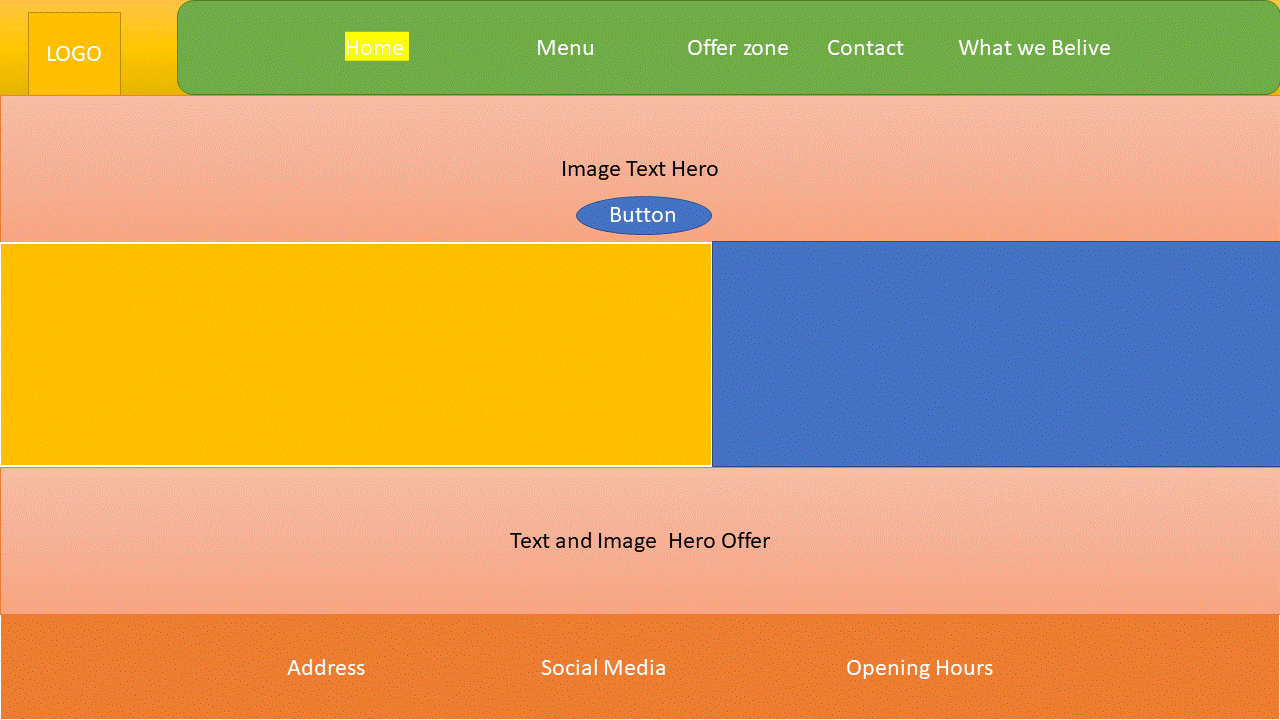 LOGO
Home Menu Offer zone Contact What we Belive
Image Text Hero
Button
Text and Image  Hero Offer
Address Social Media Opening Hours